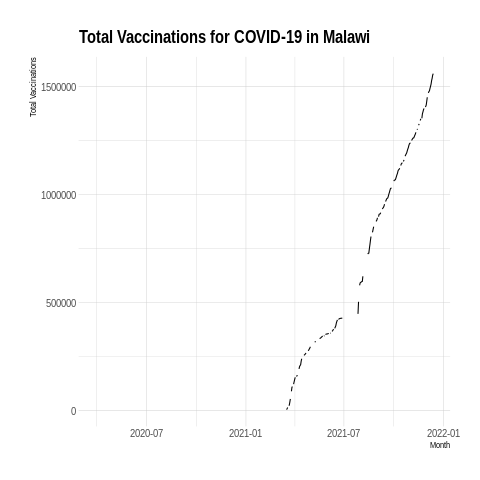 Total Vaccinations for COVID-19 in Malawi
Total Vaccinations
1500000
1000000
500000
0
2020-07 2021-01 2021-07 2022-01
Month